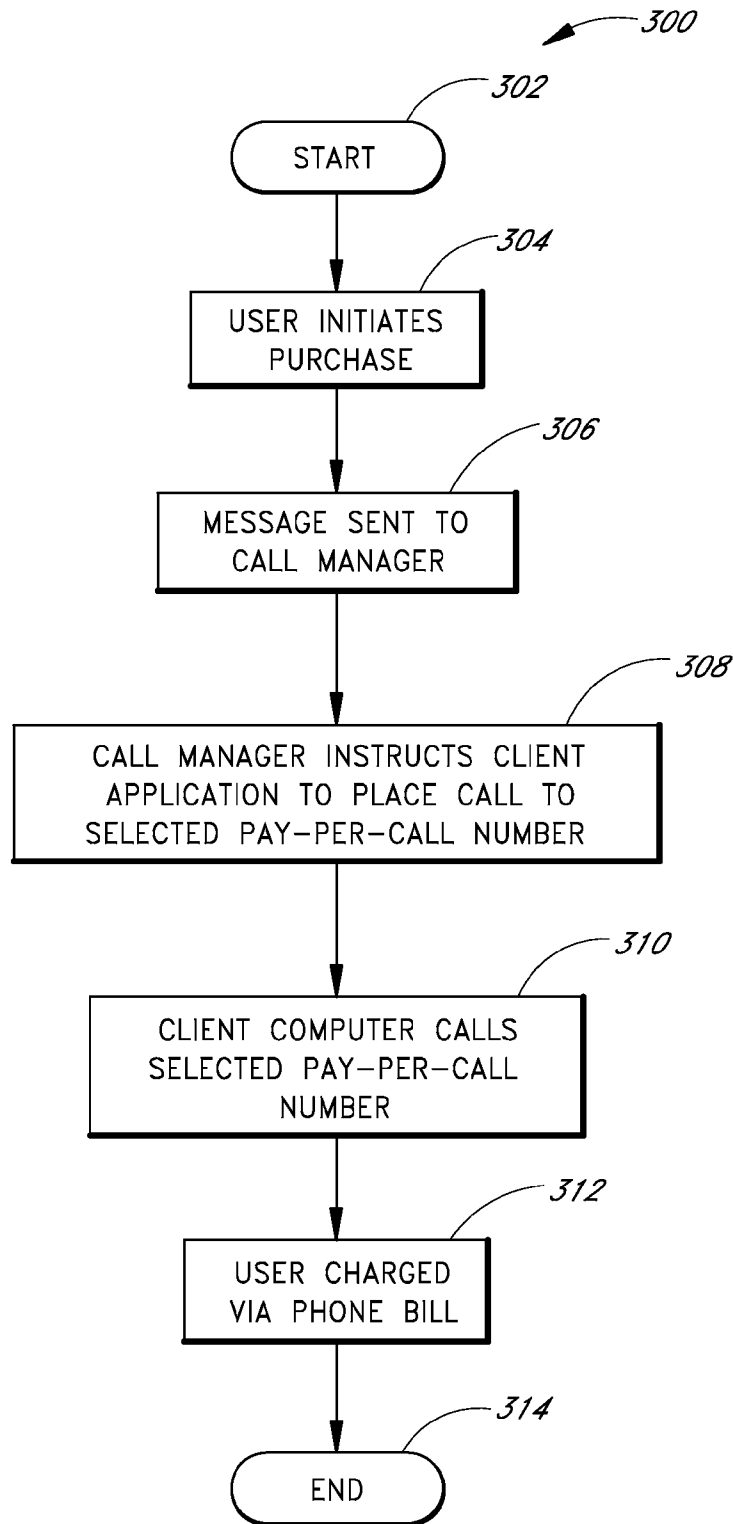 300
302
START
304
USER INITIATES
PURCHASE
306
MESSAGE SENT TO
CALL MANAGER
308
CALL MANAGER INSTRUCTS CLIENT
APPLICATION TO PLACE CALL TO
SELECTED PAY-PER-CALL NUMBER
310
CLIENT COMPUTER CALLS
SELECTED PAY-PER-CALL
NUMBER
312
USER CHARGED
VIA PHONE BILL
314
END